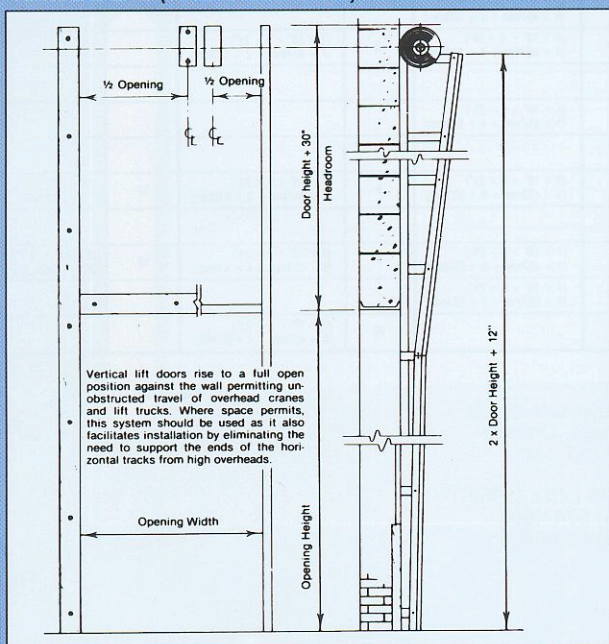 ½ Opening
½ Opening
Door height + 30"
Headroom
Vertical lift doors rise to a full open
position against the wall permitting un-
obstructed travel of overhead cranes
and lift trucks. Where space permits,
this system should be used as it also
facilitates installation by eliminating the
need to support the ends of the hori-
zontal tracks from high overheads.
2 x Door Height + 12"
Opening Width
Opening Height